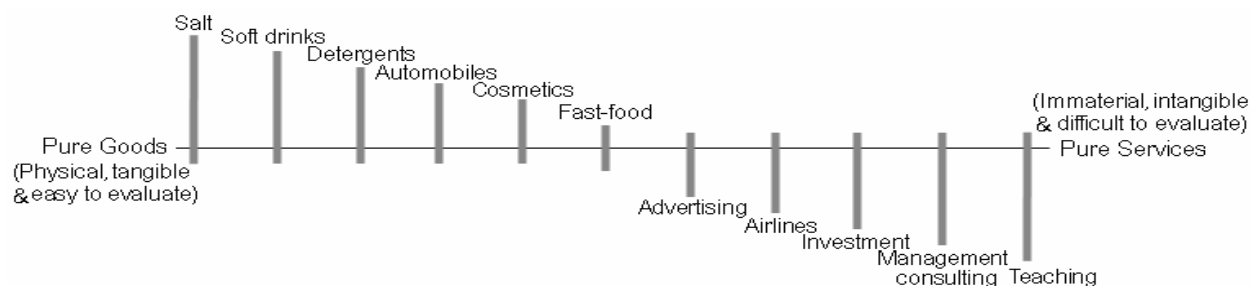 Salt
Soft drinks
Detergents
Automobiles
Cosmetics
Fast-food
(Immaterial, intangible
& difficult to evaluate)
Pure Goods
Pure Services
(Physical, tangible
& easy to evaluate)
Advertising
Airlines
Investment
Management
consulting
Teaching